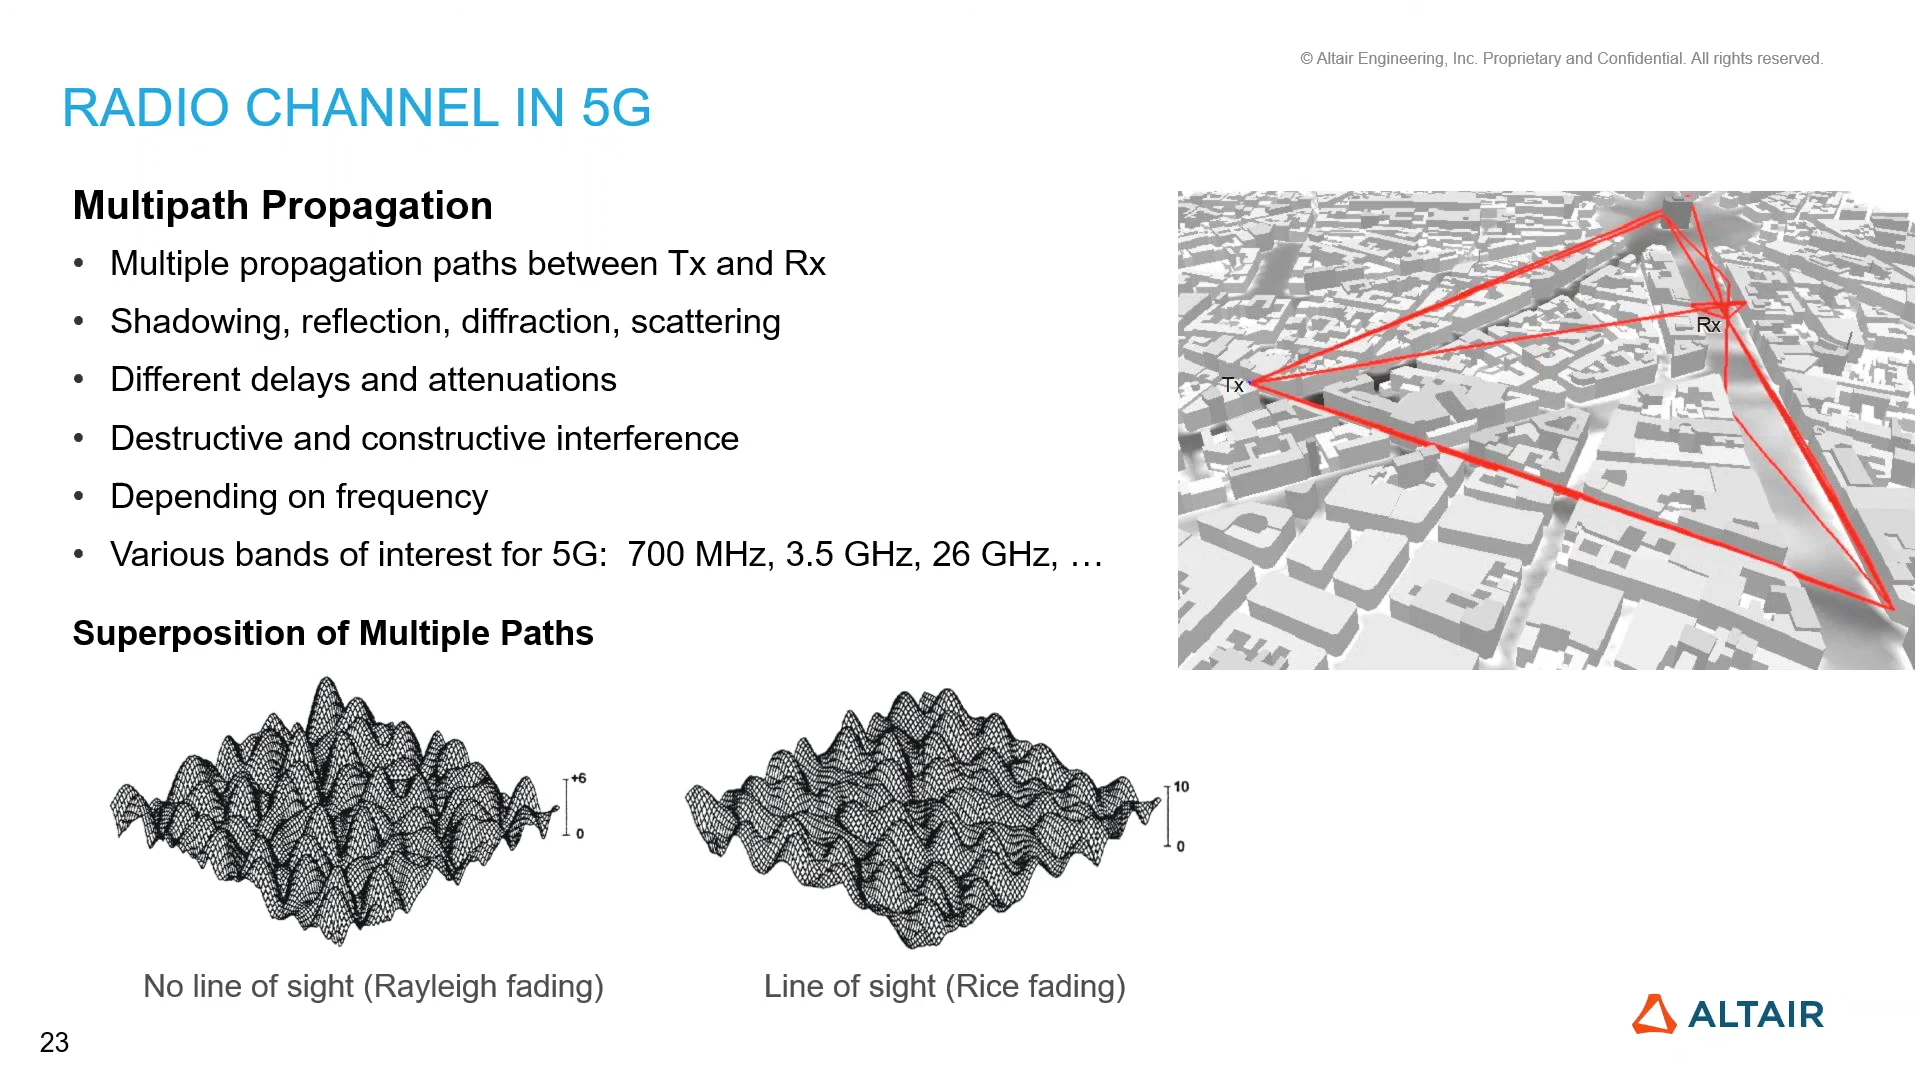 © Altair Engineering, Inc. Proprietary and Confidential. All rights reserved.
RADIO CHANNEL IN 5G
Multipath Propagation
• Multiple propagation paths between Tx and Rx
• Shadowing, reflection, diffraction, scattering
• Different delays and attenuations
• Destructive and constructive interference
• Depending on frequency
• Various bands of interest for 5G:  700 MHz, 3.5 GHz, 26 GHz, …
Rx
Tx
Superposition of Multiple Paths
+6
0
10
0
No line of sight (Rayleigh fading)
Line of sight (Rice fading)
ALTAIR
23